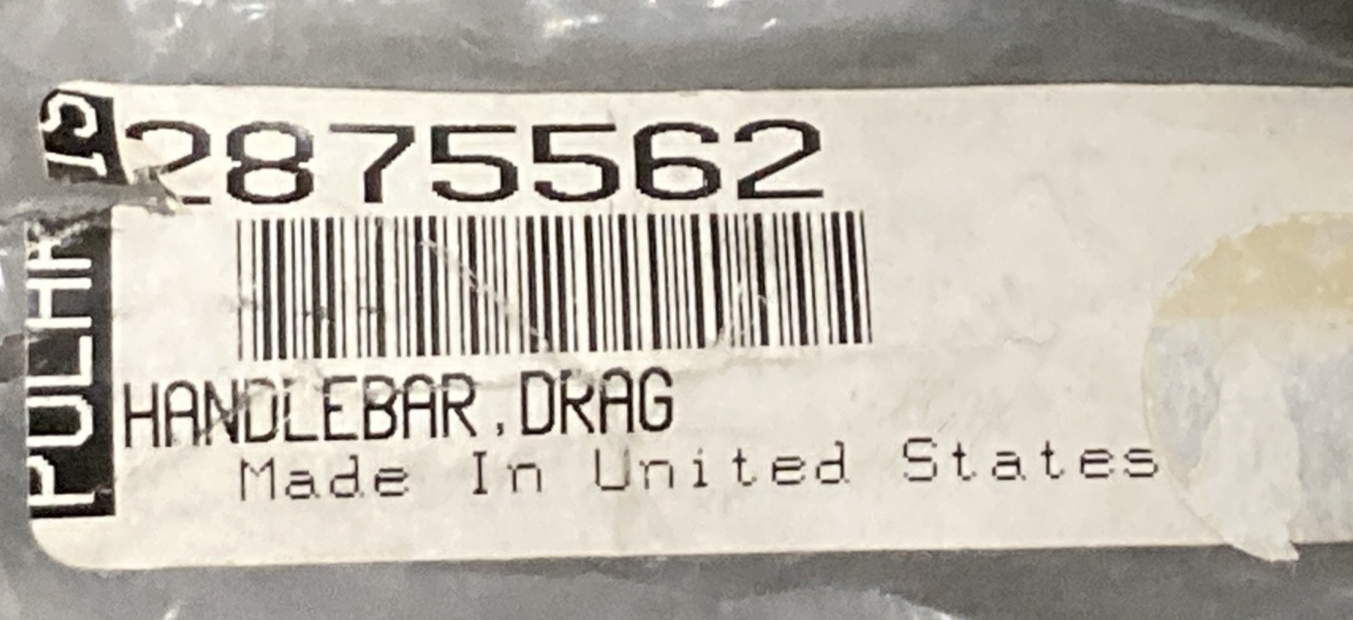 2875562
HANDLEBAR,DRAG
Made In United States